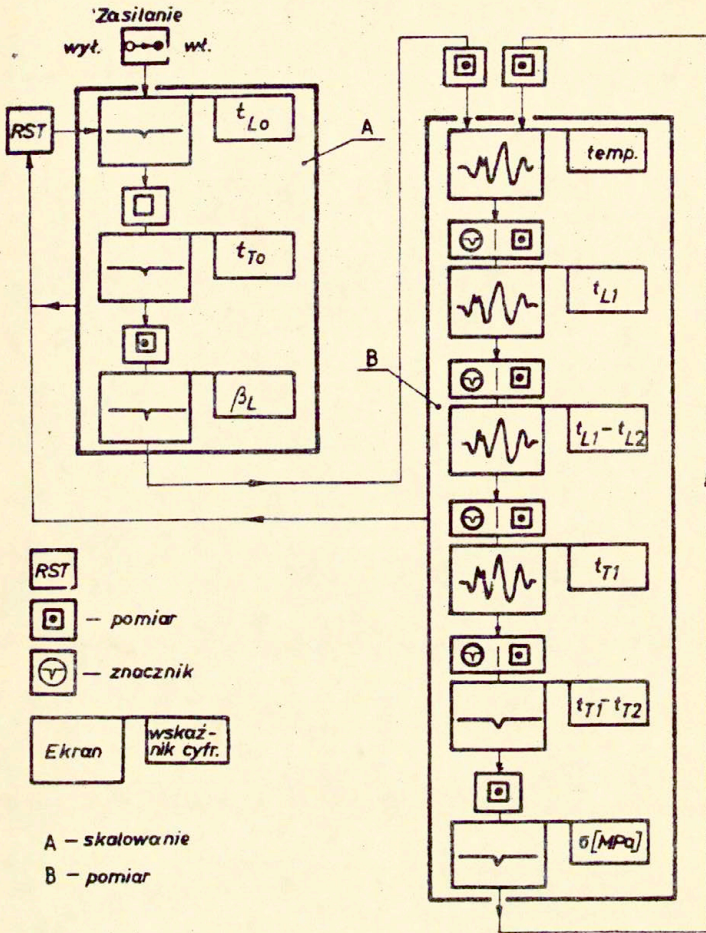 Zasilanie
wył. wł.
RST
t_Lo
A
t_To
β_L
temp.
t_L1
B
t_L1 – t_L2
t_T1
t_T1 – t_T2
σ[MPa]
RST
– pomiar
– znacznik
Ekran
wskaź-
nik cyfr.
A – skalowanie
B – pomiar